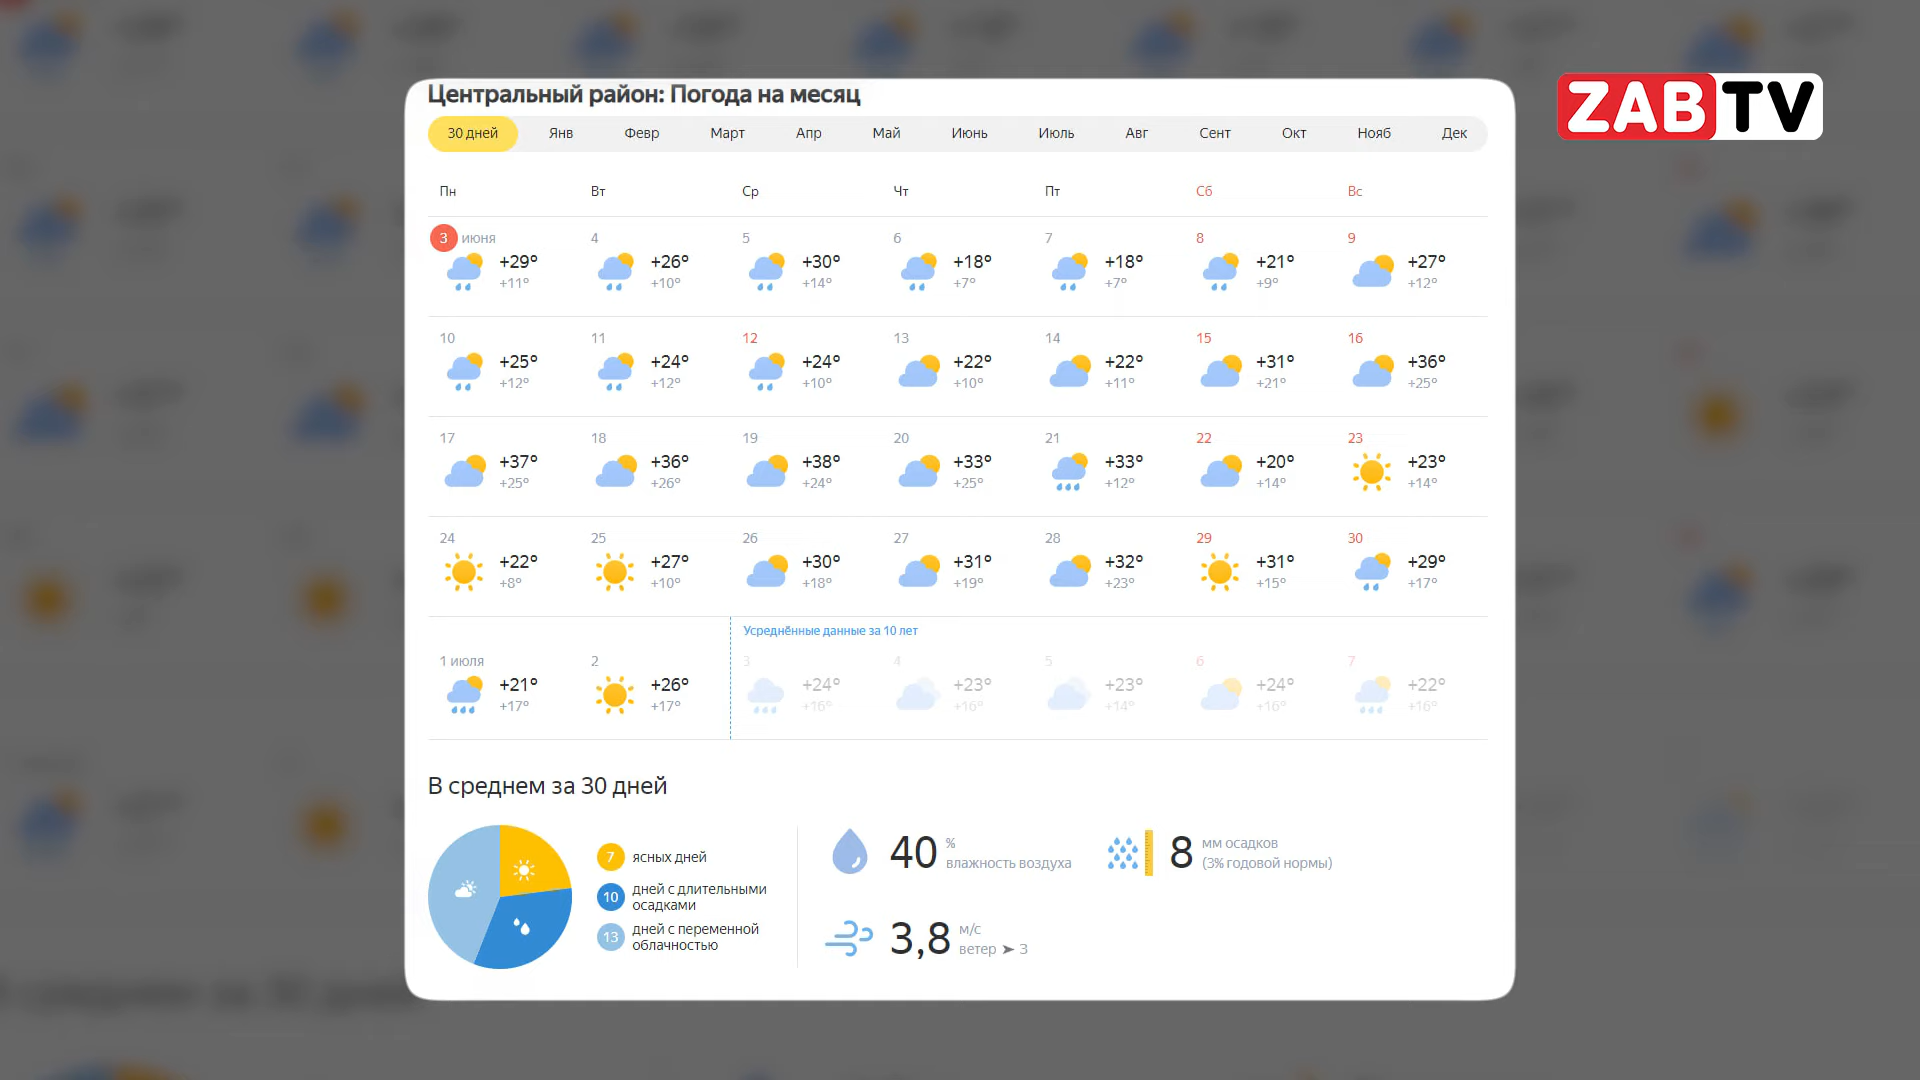 ZAB TV
Центральный район: Погода на месяц
30 дней Янв Февр Март Апр Май Июнь Июль Авг Сент Окт Нояб Дек
Пн Вт Ср Чт Пт Сб Вс
3 июня 4 5 6 7 8 9
+29° +26° +30° +18° +18° +21° +27°
+11° +10° +14° +7° +7° +9° +12°
10 11 12 13 14 15 16
+25° +24° +24° +22° +22° +31° +36°
+12° +12° +10° +10° +11° +21° +25°
17 18 19 20 21 22 23
+37° +36° +38° +33° +33° +20° +23°
+25° +26° +24° +25° +12° +14° +14°
24 25 26 27 28 29 30
+22° +27° +30° +31° +32° +31° +29°
+8° +10° +18° +19° +23° +15° +17°
Усреднённые данные за 10 лет
1 июля 2 3 4 5 6 7
+21° +26° +24° +23° +23° +24° +22°
+17° +17° +16° +16° +14° +16° +16°
В среднем за 30 дней
7 ясных дней
10 дней с длительными
осадками
13 дней с переменной
облачностью
40 %
влажность воздуха
8 мм осадков
(3% годовой нормы)
3,8 м/с
ветер ➤ З